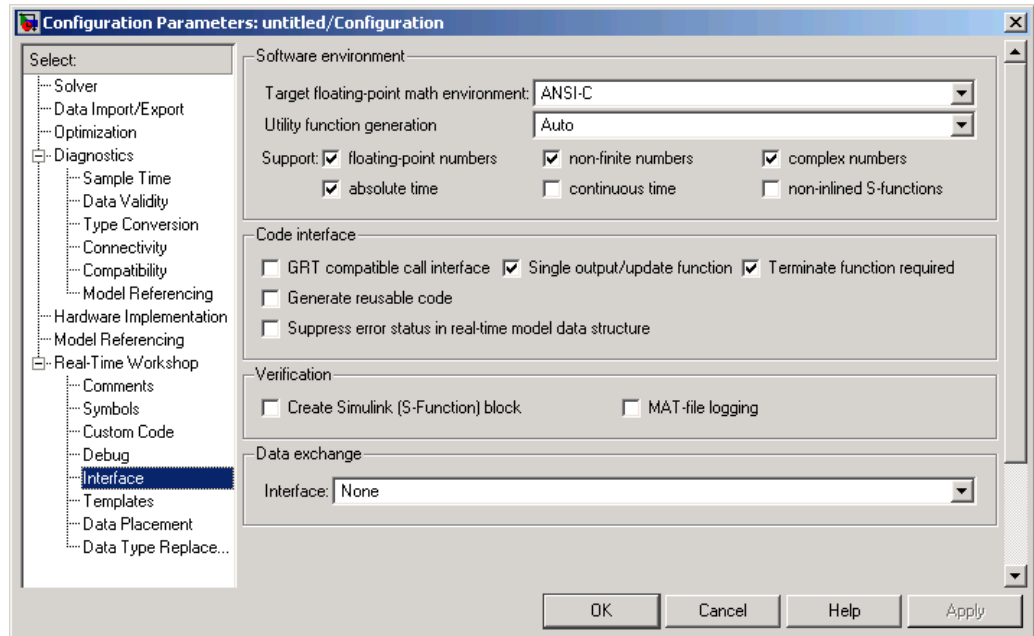 Configuration Parameters: untitled/Configuration
Select:
Solver
Data Import/Export
Optimization
Diagnostics
Sample Time
Data Validity
Type Conversion
Connectivity
Compatibility
Model Referencing
Hardware Implementation
Model Referencing
Real-Time Workshop
Comments
Symbols
Custom Code
Debug
Interface
Templates
Data Placement
Data Type Replace...
Software environment
Target floating-point math environment: ANSI-C
Utility function generation Auto
Support: floating-point numbers non-finite numbers complex numbers
absolute time continuous time non-inlined S-functions
Code interface
GRT compatible call interface Single output/update function Terminate function required
Generate reusable code
Suppress error status in real-time model data structure
Verification
Create Simulink (S-Function) block MAT-file logging
Data exchange
Interface: None
OK Cancel Help Apply